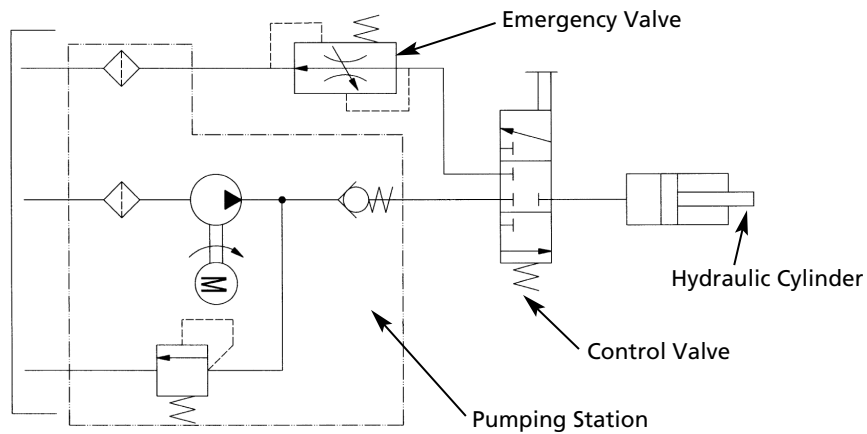 Emergency Valve
Hydraulic Cylinder
M
Control Valve
Pumping Station